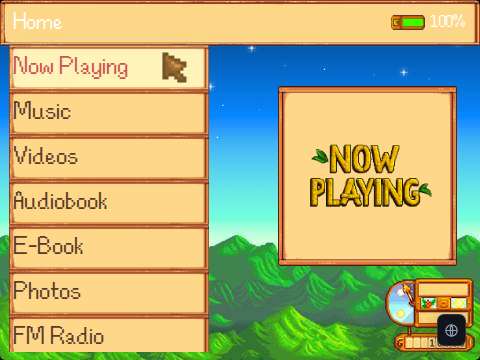 Home
100%
Now Playing
Music
Videos
Audiobook
E-Book
Photos
FM Radio
NOW
PLAYING